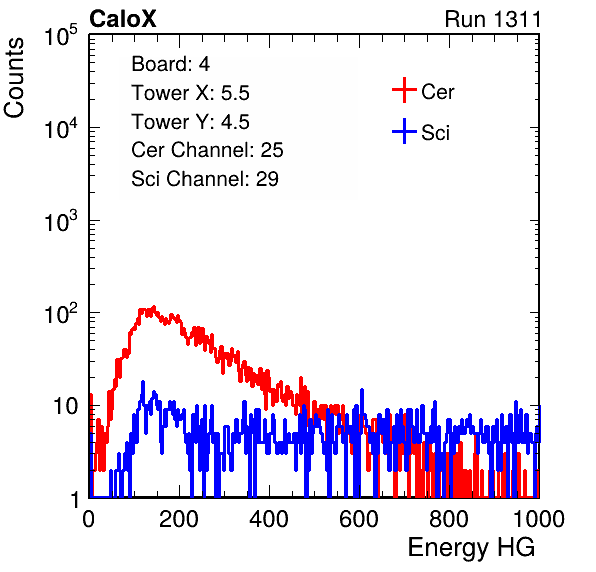 CaloX Run 1311
Counts
Board: 4
Tower X: 5.5
Tower Y: 4.5
Cer Channel: 25
Sci Channel: 29
Cer
Sci
10^5
10^4
10^3
10^2
10
1
0 200 400 600 800 1000
Energy HG